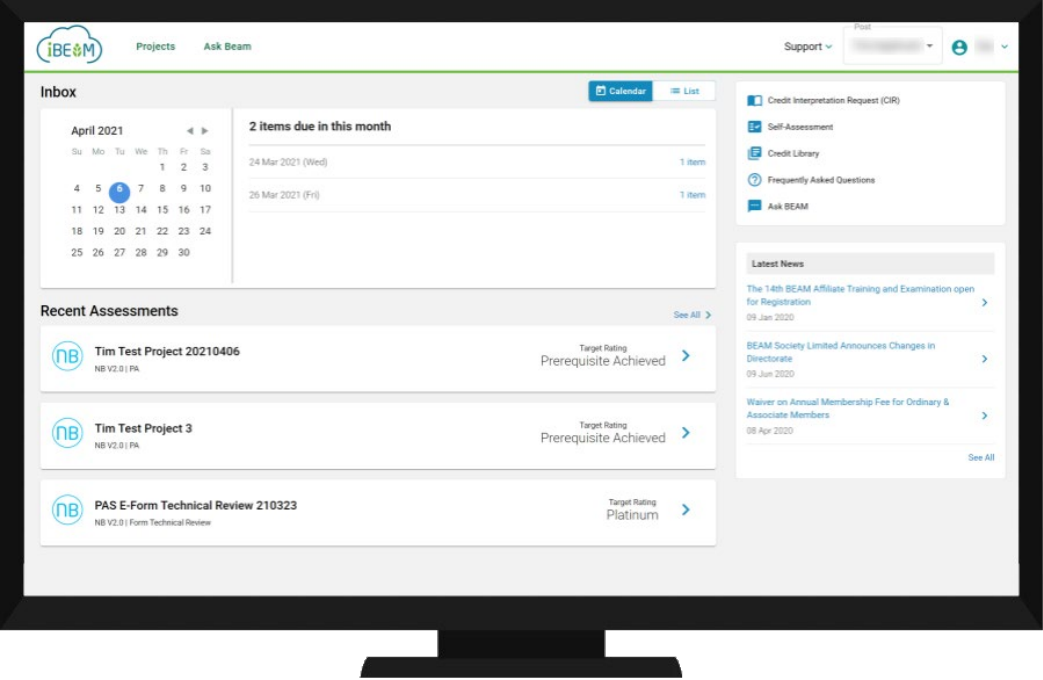 iBEAM
Projects
Ask Beam
Support
Post
Inbox
Calendar
List
April 2021
Su Mo Tu We Th Fr Sa
1 2 3
4 5 6 7 8 9 10
11 12 13 14 15 16 17
18 19 20 21 22 23 24
25 26 27 28 29 30
2 items due in this month
24 Mar 2021 (Wed) 1 item
26 Mar 2021 (Fri) 1 item
Recent Assessments
See All
NB
Tim Test Project 20210406
NB V2.0 | PA
Target Rating
Prerequisite Achieved
NB
Tim Test Project 3
NB V2.0 | PA
Target Rating
Prerequisite Achieved
NB
PAS E-Form Technical Review 210323
NB V2.0 | Form Technical Review
Target Rating
Platinum
Credit Interpretation Request (CIR)
Self-Assessment
Credit Library
Frequently Asked Questions
Ask BEAM
Latest News
The 14th BEAM Affiliate Training and Examination open
for Registration
09 Jan 2020
BEAM Society Limited Announces Changes in
Directorate
09 Jun 2020
Waiver on Annual Membership Fee for Ordinary &
Associate Members
08 Apr 2020
See All